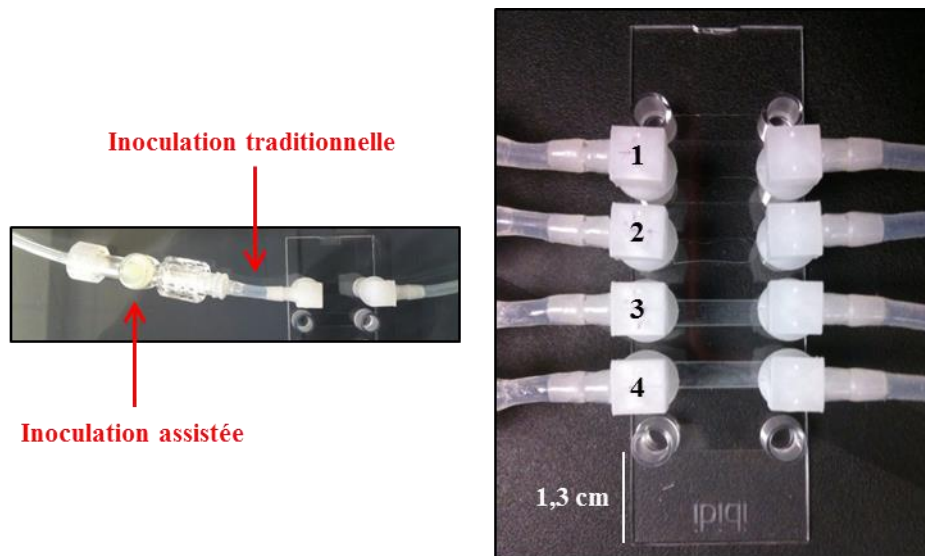 Inoculation traditionnelle
Inoculation assistée
1
2
3
4
1,3 cm
ibidi